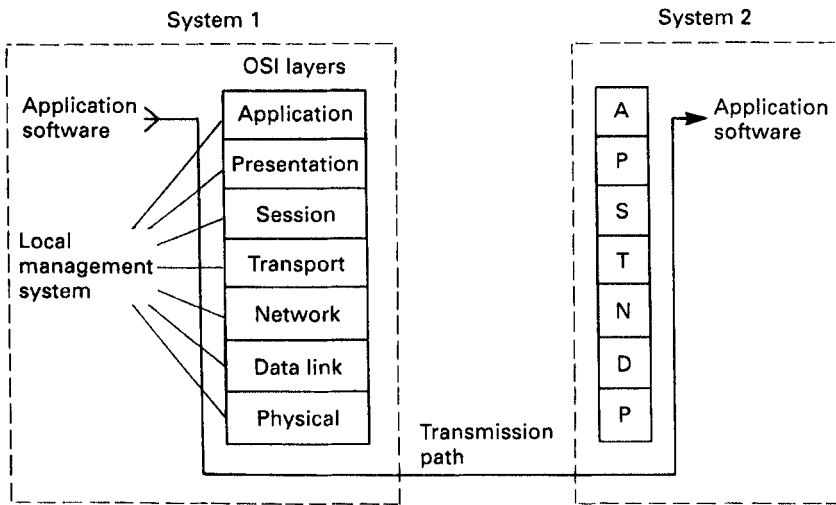 System 1
System 2
OSI layers
Application
software
Application
Presentation
Session
Transport
Network
Data link
Physical
Local
management
system
Transmission
path
A
P
S
T
N
D
P
Application
software